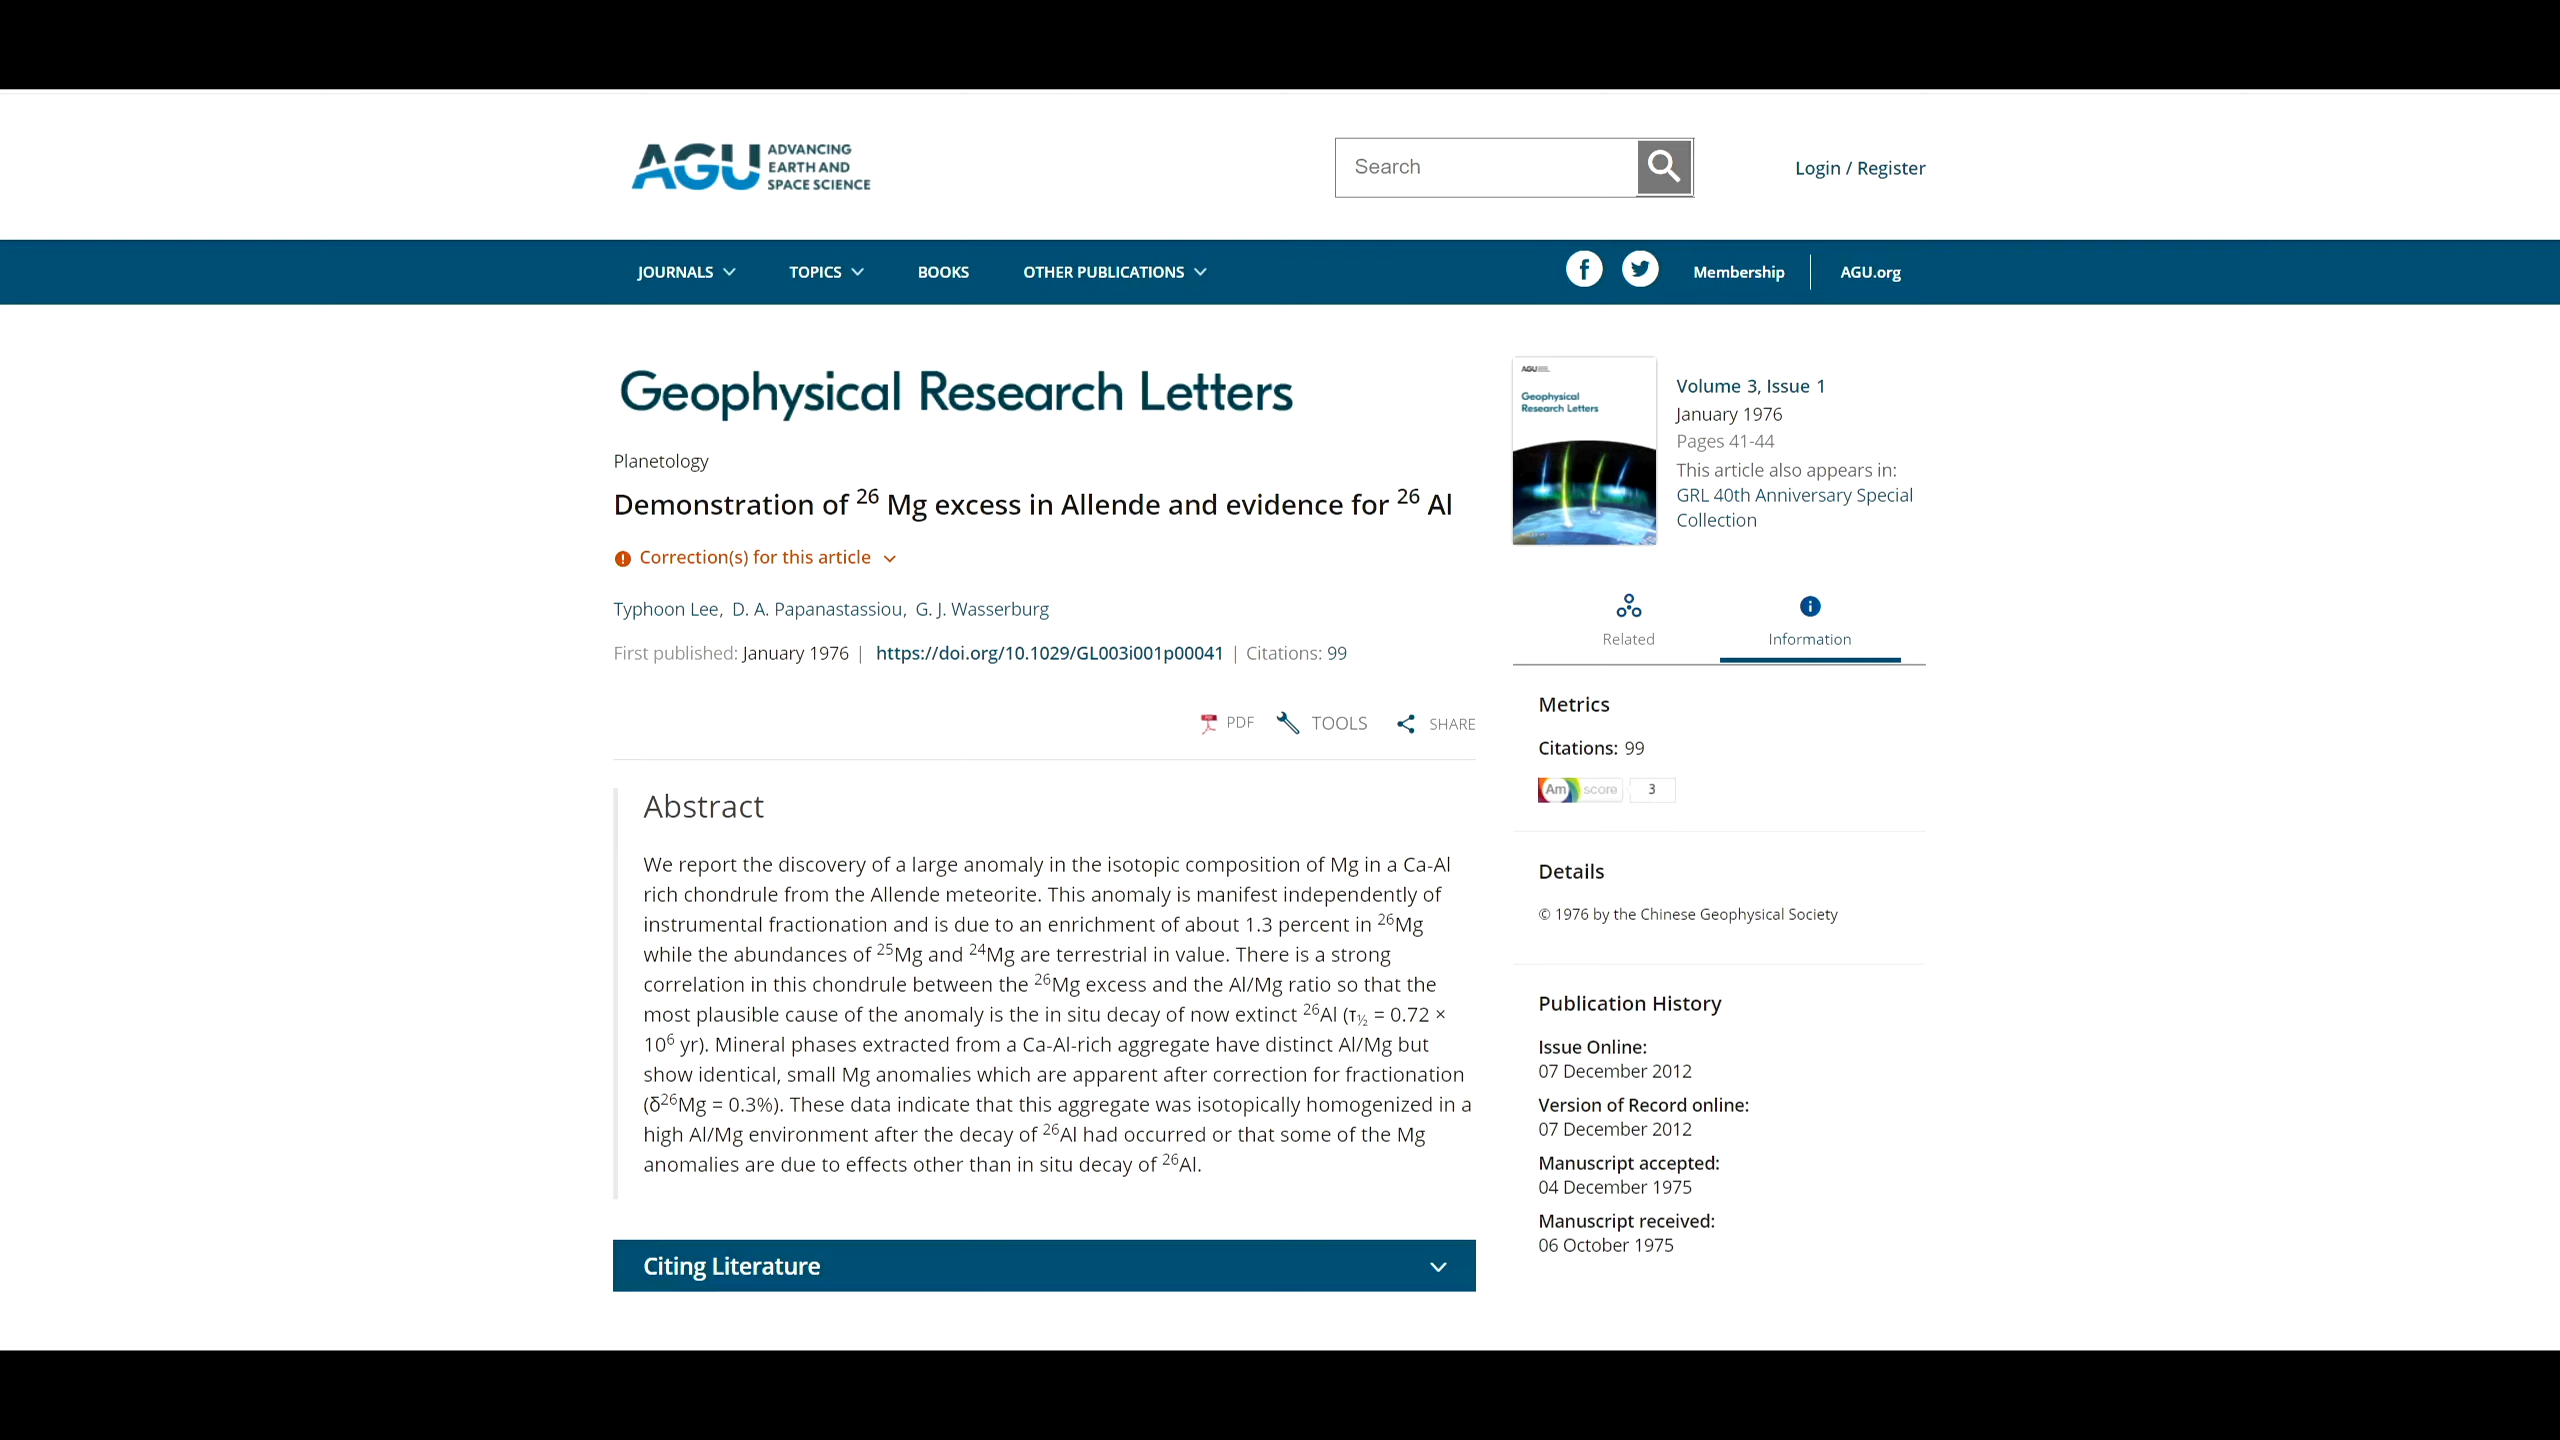 AGU ADVANCING
EARTH AND
SPACE SCIENCE
Search
Login / Register
JOURNALS
TOPICS
BOOKS
OTHER PUBLICATIONS
Membership
AGU.org
Geophysical Research Letters
Planetology
Demonstration of ²⁶ Mg excess in Allende and evidence for ²⁶ Al
Correction(s) for this article
Typhoon Lee, D. A. Papanastassiou, G. J. Wasserburg
First published: January 1976 | https://doi.org/10.1029/GL003i001p00041 | Citations: 99
PDF TOOLS SHARE
Abstract
We report the discovery of a large anomaly in the isotopic composition of Mg in a Ca-Al
rich chondrule from the Allende meteorite. This anomaly is manifest independently of
instrumental fractionation and is due to an enrichment of about 1.3 percent in ²⁶Mg
while the abundances of ²⁵Mg and ²⁴Mg are terrestrial in value. There is a strong
correlation in this chondrule between the ²⁶Mg excess and the Al/Mg ratio so that the
most plausible cause of the anomaly is the in situ decay of now extinct ²⁶Al (τ½ = 0.72 ×
10⁶ yr). Mineral phases extracted from a Ca-Al-rich aggregate have distinct Al/Mg but
show identical, small Mg anomalies which are apparent after correction for fractionation
(δ²⁶Mg = 0.3%). These data indicate that this aggregate was isotopically homogenized in a
high Al/Mg environment after the decay of ²⁶Al had occurred or that some of the Mg
anomalies are due to effects other than in situ decay of ²⁶Al.
Citing Literature
AGU
Geophysical
Research Letters
Volume 3, Issue 1
January 1976
Pages 41-44
This article also appears in:
GRL 40th Anniversary Special
Collection
Related
Information
Metrics
Citations: 99
Am score 3
Details
© 1976 by the Chinese Geophysical Society
Publication History
Issue Online:
07 December 2012
Version of Record online:
07 December 2012
Manuscript accepted:
04 December 1975
Manuscript received:
06 October 1975